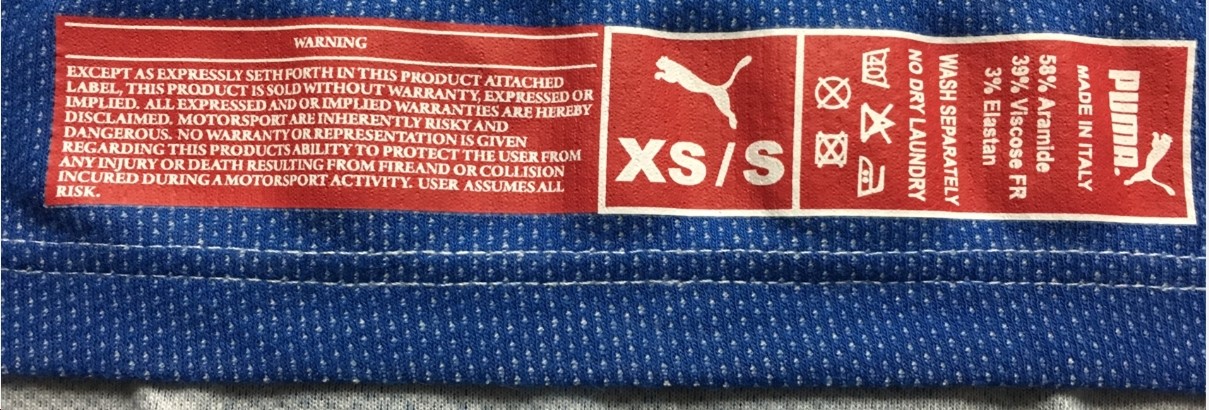 WARNING
EXCEPT AS EXPRESSLY SETH FORTH IN THIS PRODUCT ATTACHED
LABEL, THIS PRODUCT IS SOLD WITHOUT WARRANTY, EXPRESSED OR
IMPLIED. ALL EXPRESSED AND OR IMPLIED WARRANTIES ARE HEREBY
DISCLAIMED. MOTORSPORT ARE INHERENTLY RISKY AND
DANGEROUS. NO WARRANTY OR REPRESENTATION IS GIVEN
REGARDING THIS PRODUCTS ABILITY TO PROTECT THE USER FROM
ANY INJURY OR DEATH RESULTING FROM FIREAND OR COLLISION
INCURED DURING A MOTORSPORT ACTIVITY. USER ASSUMES ALL
RISK.
XS/S
PUMA.
MADE IN ITALY
58% Aramide
39% Viscose FR
3% Elastan
WASH SEPARATELY
NO DRY LAUNDRY
40